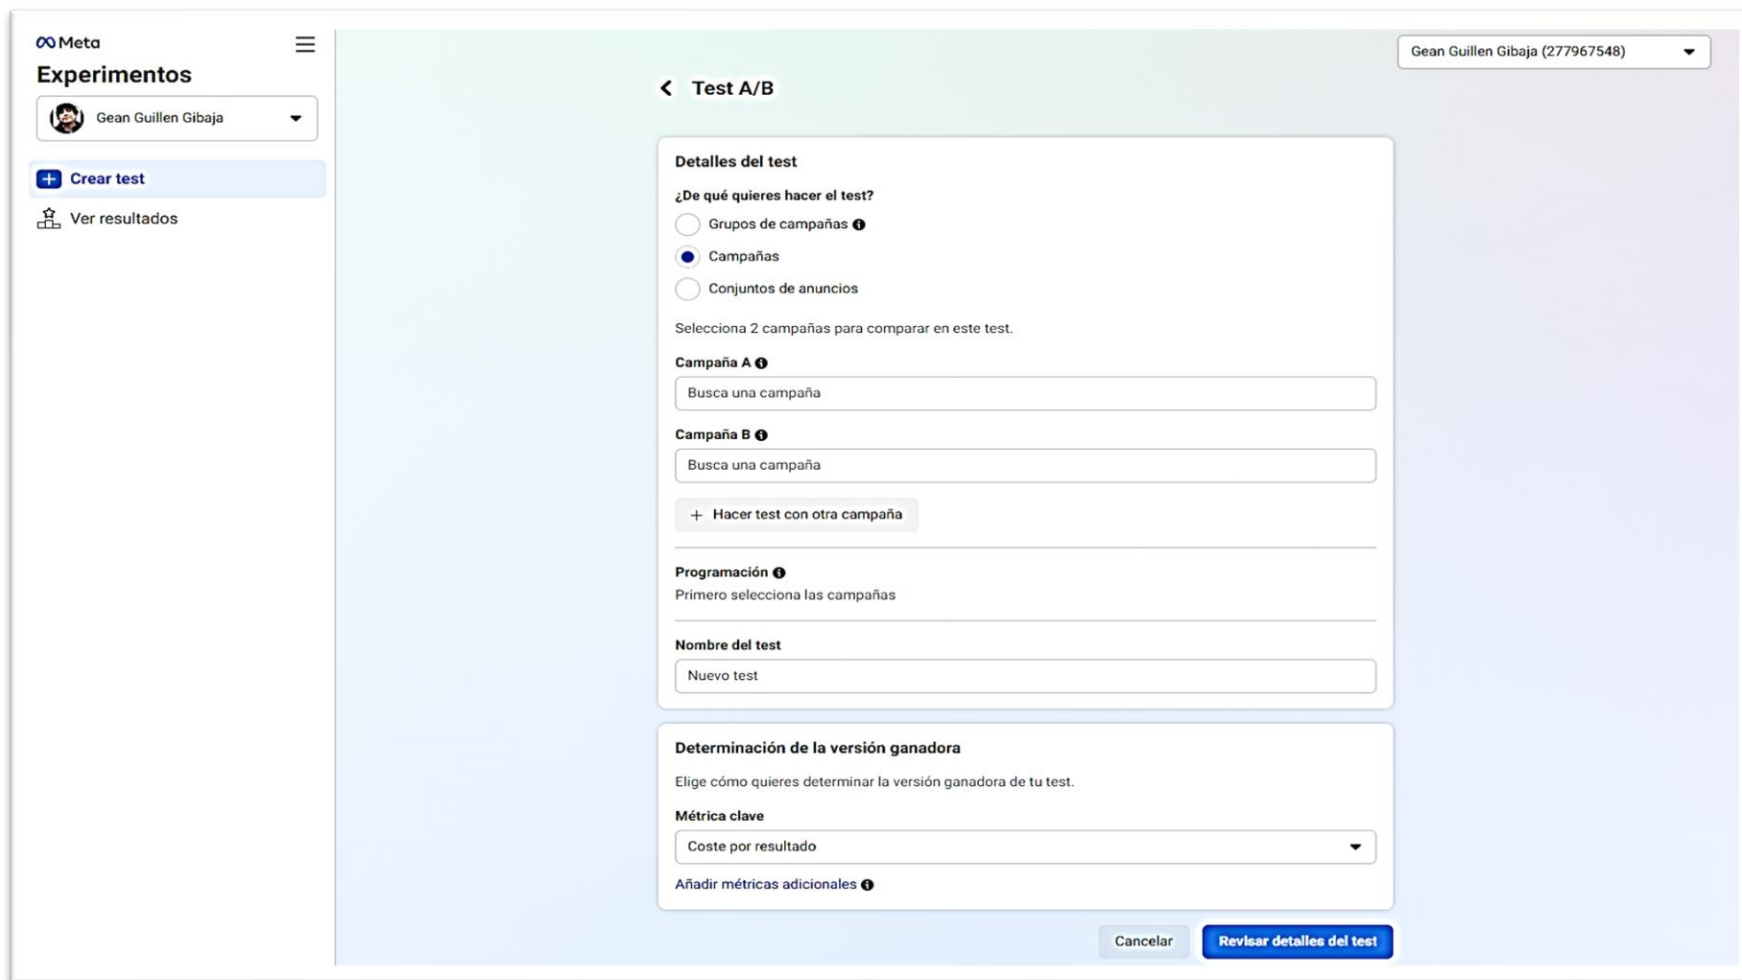 Meta
Experimentos
Gean Guillen Gibaja
Crear test
Ver resultados
Gean Guillen Gibaja (277967548)
Test A/B
Detalles del test
¿De qué quieres hacer el test?
Grupos de campañas
Campañas
Conjuntos de anuncios
Selecciona 2 campañas para comparar en este test.
Campaña A
Busca una campaña
Campaña B
Busca una campaña
+ Hacer test con otra campaña
Programación
Primero selecciona las campañas
Nombre del test
Nuevo test
Determinación de la versión ganadora
Elige cómo quieres determinar la versión ganadora de tu test.
Métrica clave
Coste por resultado
Añadir métricas adicionales
Cancelar
Revisar detalles del test